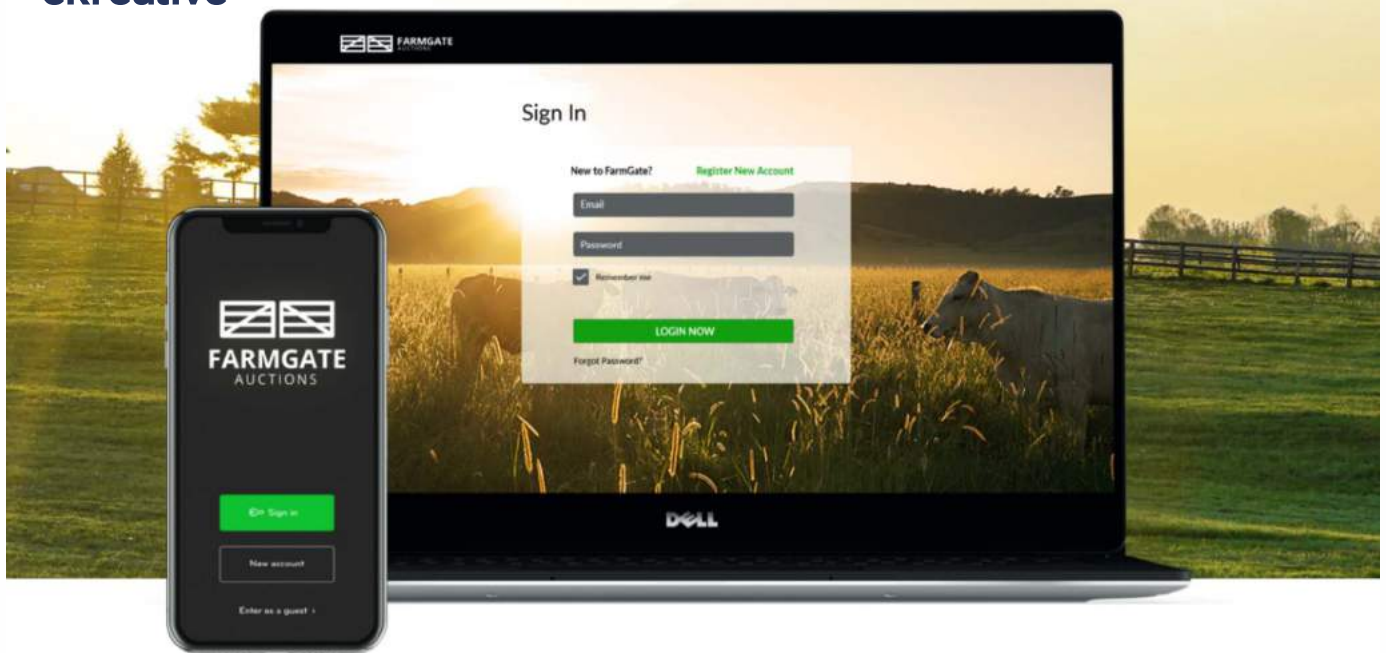 FARMGATE
AUCTIONS
Sign In
New to FarmGate? Register New Account
Email
Password
Remember me
LOGIN NOW
Forgot Password?
DELL
FARMGATE
AUCTIONS
Sign in
New account
Enter as a guest ›